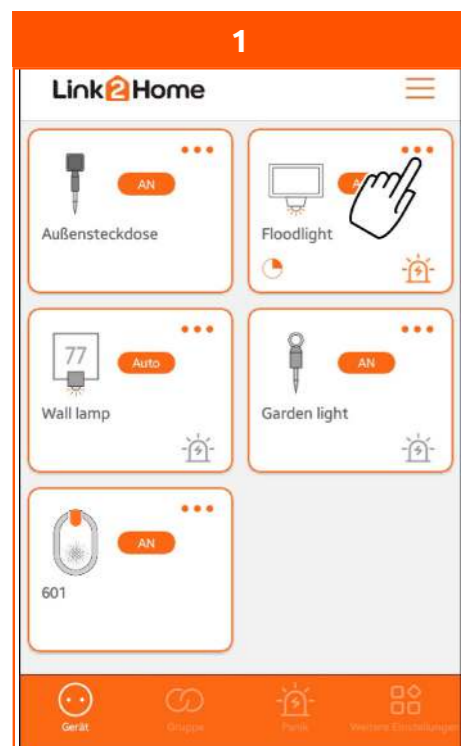 1
Link2Home
AN
Außensteckdose
Floodlight
77
Auto
Wall lamp
AN
Garden light
AN
601
Gerät
Gruppe
Panik
Weitere Einstellungen